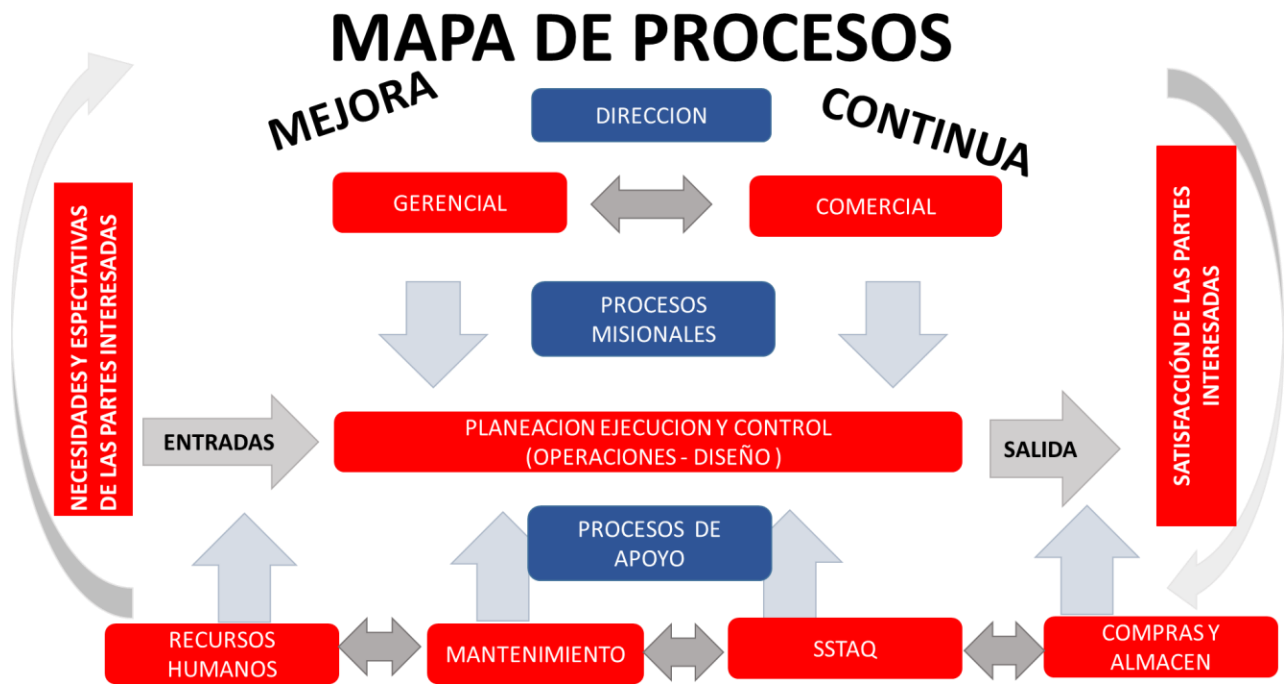 MAPA DE PROCESOS
MEJORA
CONTINUA
DIRECCION
GERENCIAL
COMERCIAL
NECESIDADES Y ESPECTATIVAS
DE LAS PARTES INTERESADAS
SATISFACCIÓN DE LAS PARTES
INTERESADAS
PROCESOS
MISIONALES
ENTRADAS
PLANEACION EJECUCION Y CONTROL
(OPERACIONES - DISEÑO )
SALIDA
PROCESOS DE
APOYO
RECURSOS
HUMANOS
MANTENIMIENTO
SSTAQ
COMPRAS Y
ALMACEN